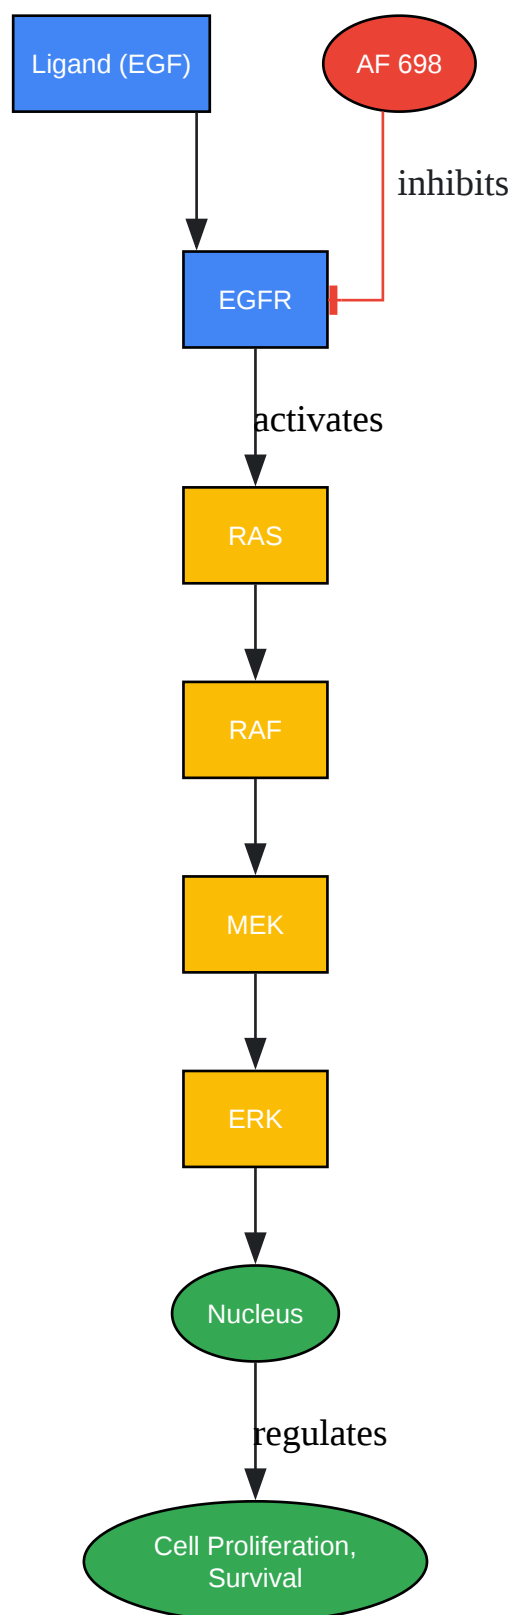 Ligand (EGF)
AF 698
inhibits
EGFR
activates
RAS
RAF
MEK
ERK
Nucleus
regulates
Cell Proliferation,
Survival